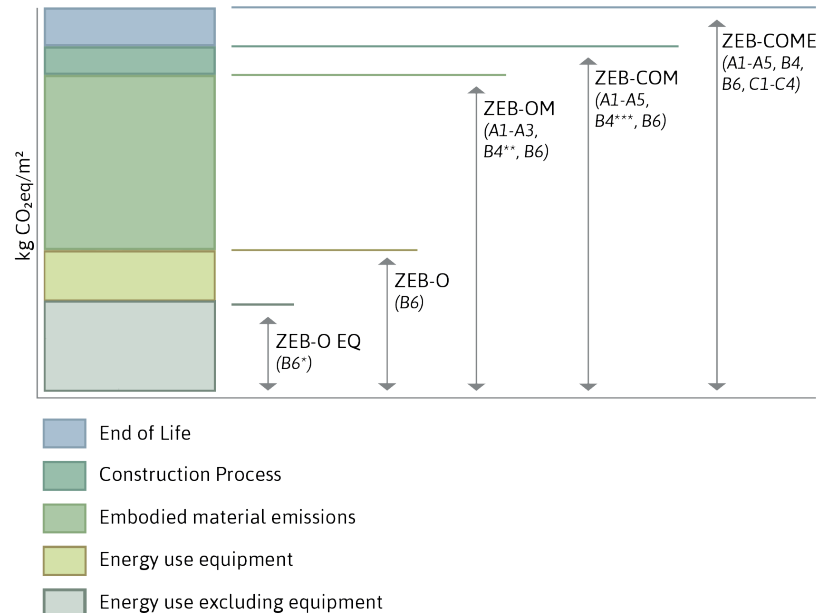 kg CO₂eq/m²
ZEB-COME
(A1-A5, B4,
B6, C1-C4)
ZEB-COM
(A1-A5,
B4***, B6)
ZEB-OM
(A1-A3,
B4**, B6)
ZEB-O
(B6)
ZEB-O EQ
(B6*)
End of Life
Construction Process
Embodied material emissions
Energy use equipment
Energy use excluding equipment